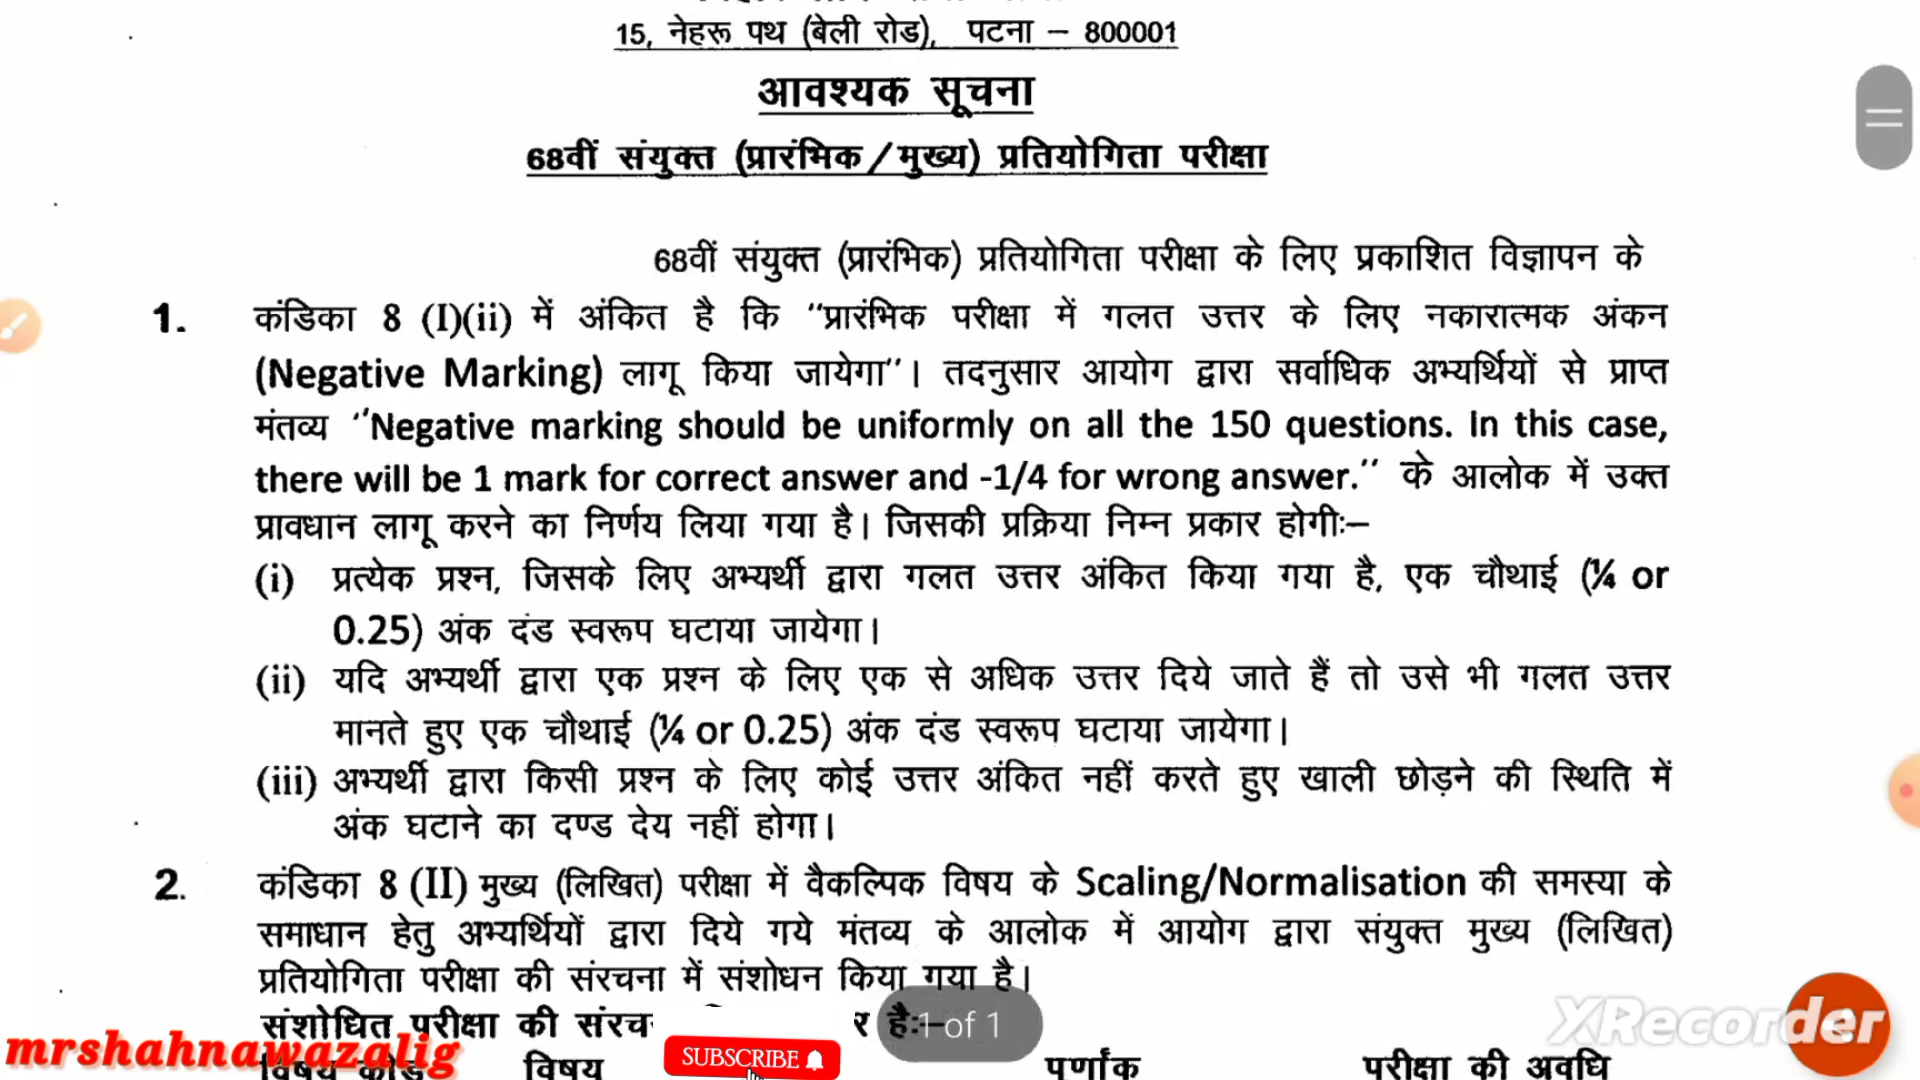 15, नेहरू पथ (बेली रोड), पटना – 800001
आवश्यक सूचना
68वीं संयुक्त (प्रारंभिक/मुख्य) प्रतियोगिता परीक्षा
68वीं संयुक्त (प्रारंभिक) प्रतियोगिता परीक्षा के लिए प्रकाशित विज्ञापन के
1. कंडिका 8 (I)(ii) में अंकित है कि "प्रारंभिक परीक्षा में गलत उत्तर के लिए नकारात्मक अंकन
(Negative Marking) लागू किया जायेगा"। तदनुसार आयोग द्वारा सर्वाधिक अभ्यर्थियों से प्राप्त
मंतव्य "Negative marking should be uniformly on all the 150 questions. In this case,
there will be 1 mark for correct answer and -1/4 for wrong answer." के आलोक में उक्त
प्रावधान लागू करने का निर्णय लिया गया है। जिसकी प्रक्रिया निम्न प्रकार होगीः–
(i) प्रत्येक प्रश्न, जिसके लिए अभ्यर्थी द्वारा गलत उत्तर अंकित किया गया है, एक चौथाई (¼ or
0.25) अंक दंड स्वरूप घटाया जायेगा।
(ii) यदि अभ्यर्थी द्वारा एक प्रश्न के लिए एक से अधिक उत्तर दिये जाते हैं तो उसे भी गलत उत्तर
मानते हुए एक चौथाई (¼ or 0.25) अंक दंड स्वरूप घटाया जायेगा।
(iii) अभ्यर्थी द्वारा किसी प्रश्न के लिए कोई उत्तर अंकित नहीं करते हुए खाली छोड़ने की स्थिति में
अंक घटाने का दण्ड देय नहीं होगा।
2. कंडिका 8 (II) मुख्य (लिखित) परीक्षा में वैकल्पिक विषय के Scaling/Normalisation की समस्या के
समाधान हेतु अभ्यर्थियों द्वारा दिये गये मंतव्य के आलोक में आयोग द्वारा संयुक्त मुख्य (लिखित)
प्रतियोगिता परीक्षा की संरचना में संशोधन किया गया है।
संशोधित परीक्षा की है:–
1 of 1
XRecorder
mrshahnawazalig
SUBSCRIBE
विषय कोड विषय पूर्णांक परीक्षा की अवधि